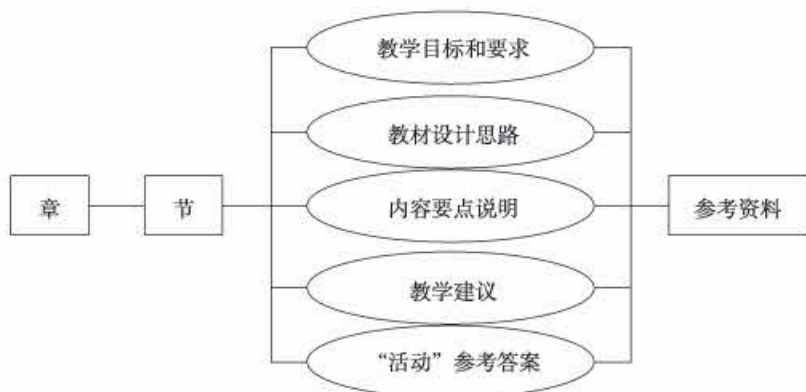 教学目标和要求
教材设计思路
章
节
内容要点说明
参考资料
教学建议
“活动”参考答案